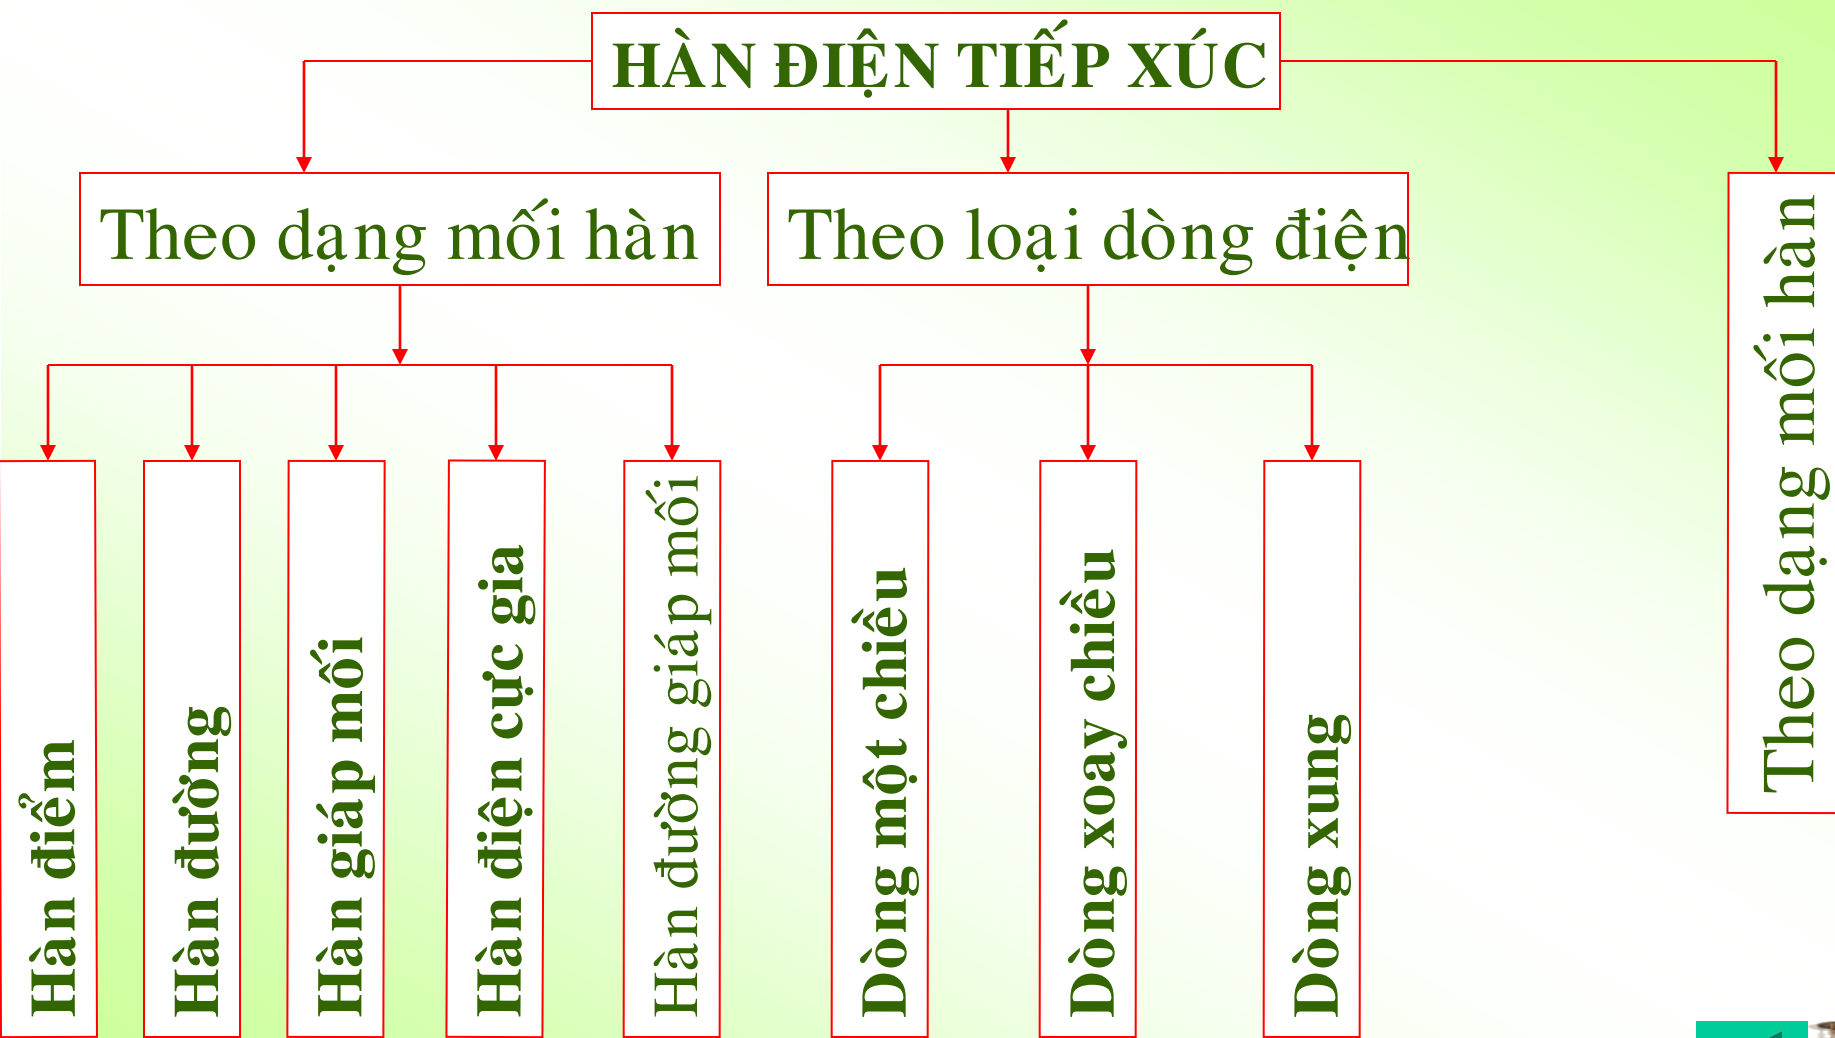 HÀN ĐIỆN TIẾP XÚC
Theo dạng mối hàn
Theo loại dòng điện
Theo dạng mối hàn
Hàn điểm
Hàn đường
Hàn giáp mối
Hàn điện cực gia
Hàn đường giáp mối
Dòng một chiều
Dòng xoay chiều
Dòng xung